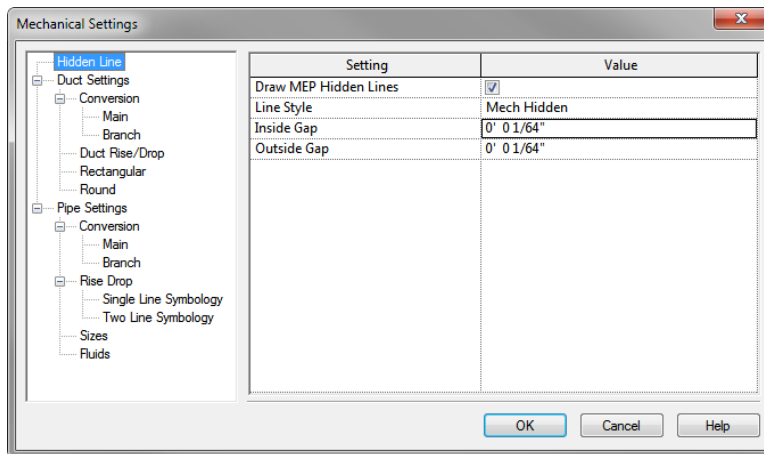 Mechanical Settings
Hidden Line
Duct Settings
Conversion
Main
Branch
Duct Rise/Drop
Rectangular
Round
Pipe Settings
Conversion
Main
Branch
Rise Drop
Single Line Symbology
Two Line Symbology
Sizes
Fluids
Setting Value
Draw MEP Hidden Lines
Line Style Mech Hidden
Inside Gap 0' 0 1/64"
Outside Gap 0' 0 1/64"
OK Cancel Help